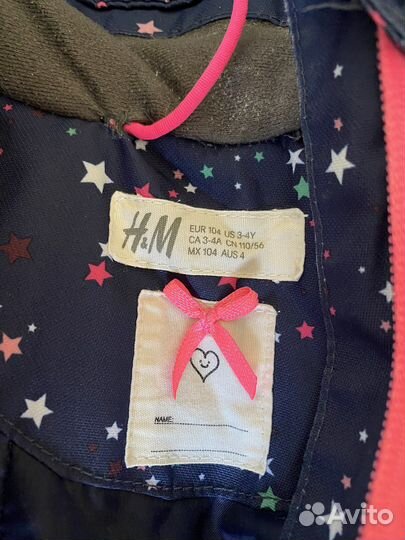 H&M
EUR 104 US 3-4Y
CA 3-4A CN 110/56
MX 104 AUS 4
NAME:
Avito